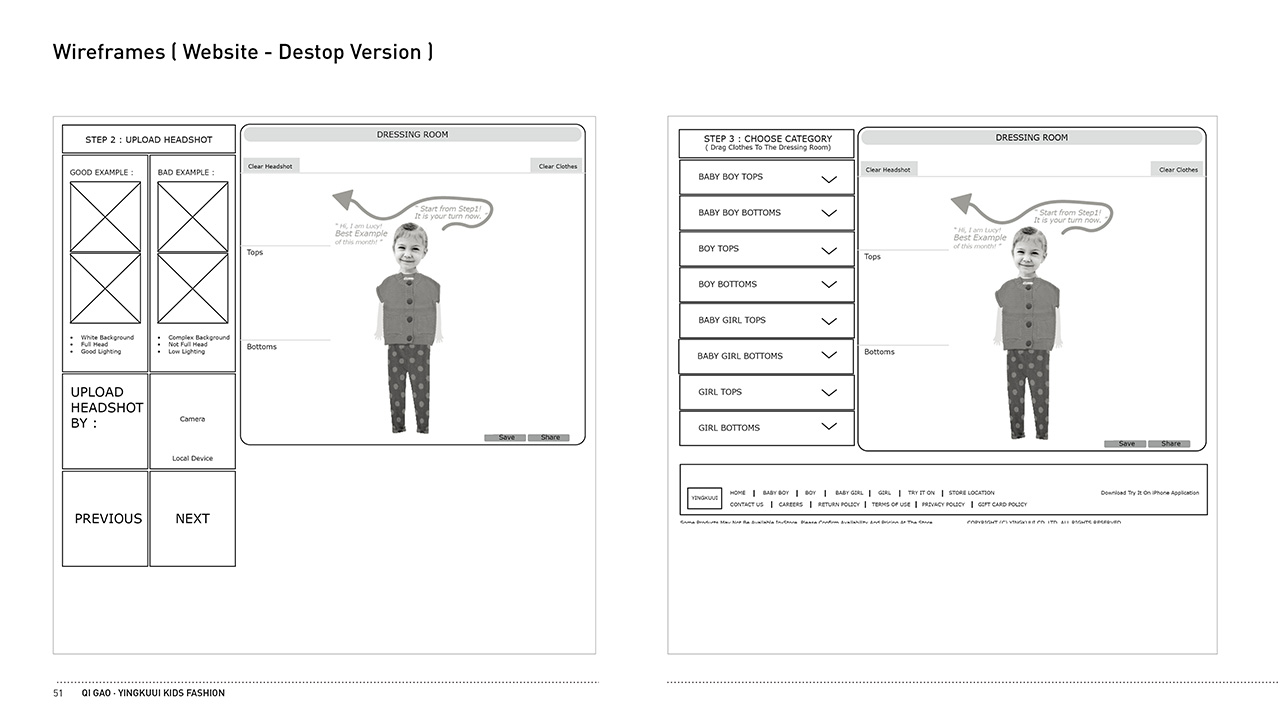 Wireframes ( Website - Destop Version )
STEP 2 : UPLOAD HEADSHOT
GOOD EXAMPLE :
BAD EXAMPLE :
• White Background
• Full Head
• Good Lighting
• Complex Background
• Not Full Head
• Low Lighting
UPLOAD
HEADSHOT
BY :
Camera
Local Device
PREVIOUS
NEXT
DRESSING ROOM
Clear Headshot
Clear Clothes
" Start from Step1!
It is your turn now. "
" Hi, I am Lucy!
Best Example
of this month! "
Tops
Bottoms
Save
Share
STEP 3 : CHOOSE CATEGORY
( Drag Clothes To The Dressing Room)
BABY BOY TOPS
BABY BOY BOTTOMS
BOY TOPS
BOY BOTTOMS
BABY GIRL TOPS
BABY GIRL BOTTOMS
GIRL TOPS
GIRL BOTTOMS
DRESSING ROOM
Clear Headshot
Clear Clothes
" Start from Step1!
It is your turn now. "
" Hi, I am Lucy!
Best Example
of this month! "
Tops
Bottoms
Save
Share
YINGKUUI
HOME | BABY BOY | BOY | BABY GIRL | GIRL | TRY IT ON | STORE LOCATION
CONTACT US | CAREERS | RETURN POLICY | TERMS OF USE | PRIVACY POLICY | GIFT CARD POLICY
Download Try It On iPhone Application
Some Products May Not Be Available In-Store. Please Confirm Availability And Pricing At The Store.
COPYRIGHT (C) YINGKUUI CO. LTD. ALL RIGHTS RESERVED.
51 QI GAO · YINGKUUI KIDS FASHION